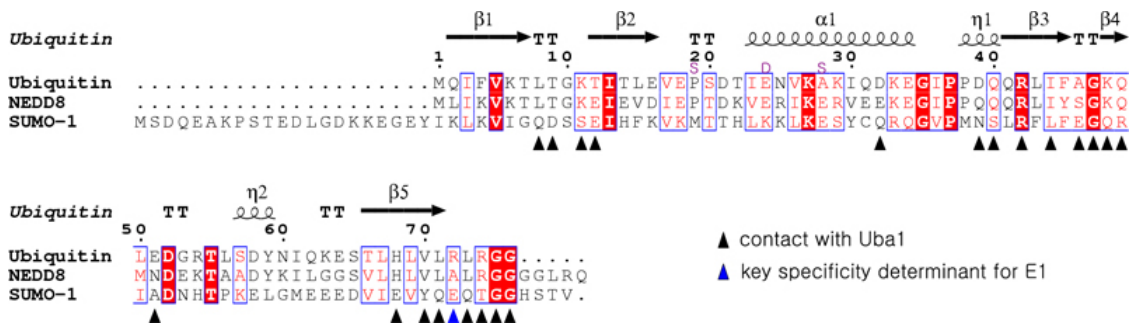 β1 β2 α1 η1 β3 β4
Ubiquitin TT TT TT
1 10 20 30 40
S D S
Ubiquitin .....................MQIFVKTLTGKTITLEVEPSDTIENVKAKIQDKEGIPPDQQRLIFAGKQ
NEDD8 .....................MLIKVKTLTGKEIEVDIEPTDKVERIKERVEEKEGIPPQQQRLIYSGKQ
SUMO-1 MSDQEAKPSTEDLGDKKEGEYIKLKVIGQDSSEIHFKVKMTTHLKKLKESYCQRQGVPMNSLRFLFEGQR
η2 β5
Ubiquitin TT TT
50 60 70
Ubiquitin LEDGRTLSDYNIQKESTLHLVLRLRGG.....
NEDD8 MNDEKTAADYKILGGSVLHLVLALRGGGGLRQ
SUMO-1 IADNHTPKELGMEEEDVIEVYQEQTGGHSTV.
contact with Uba1
key specificity determinant for E1